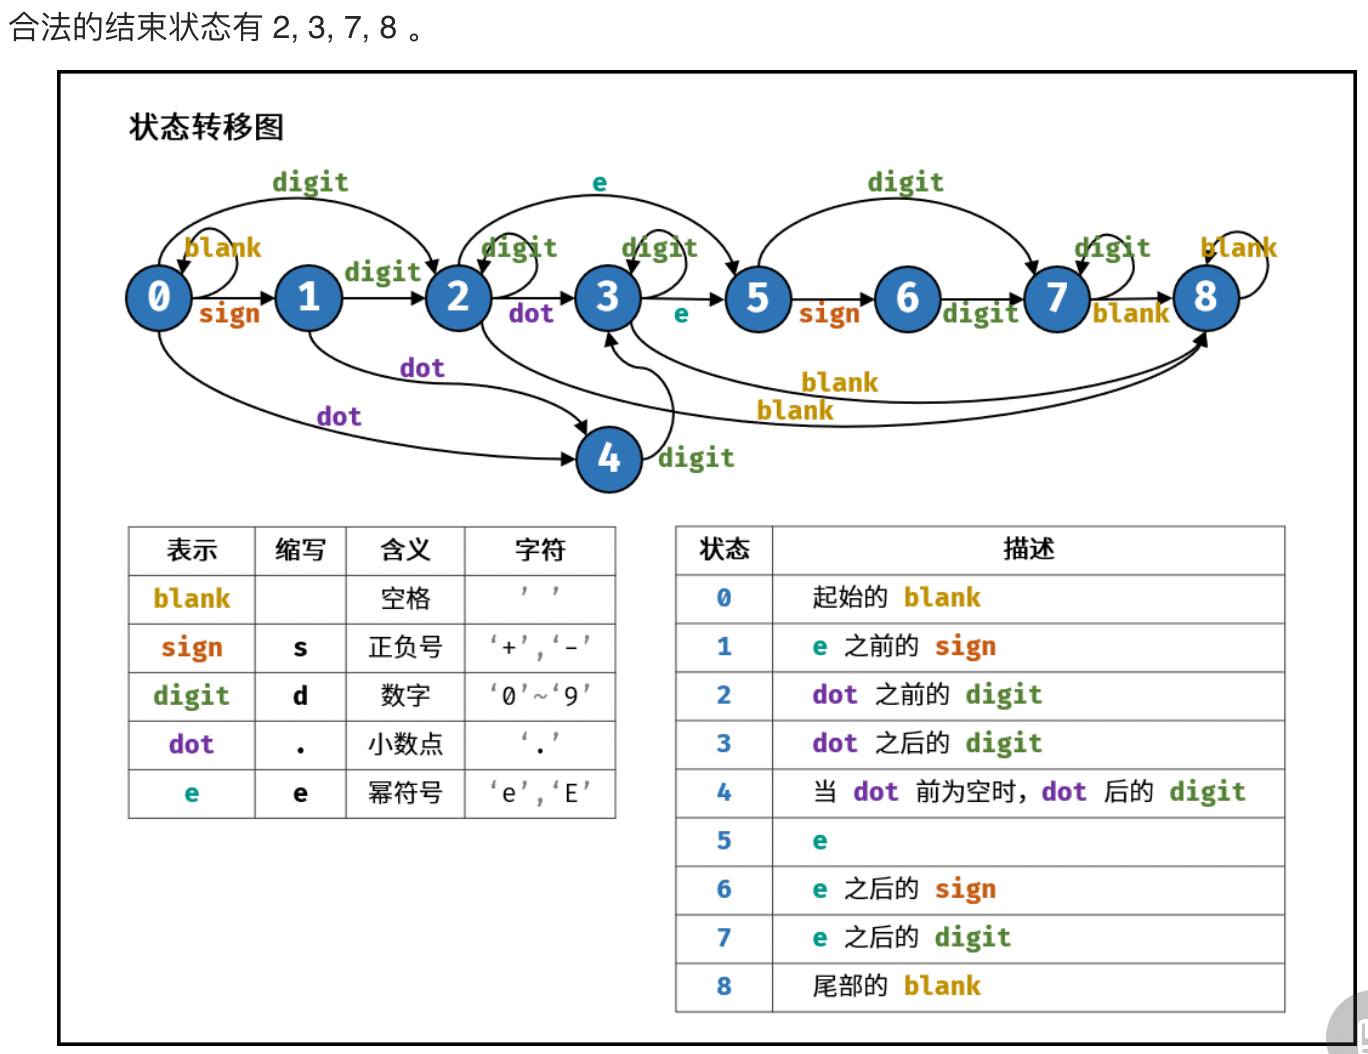 合法的结束状态有 2, 3, 7, 8 。
状态转移图
digit e digit
blank digit digit digit blank
digit
0 1 2 3 5 6 7 8
sign dot e sign digit blank
dot blank
dot blank
4 digit
表示 缩写 含义 字符
blank 空格 ’ ’
sign s 正负号 ‘+’,‘-’
digit d 数字 ‘0’~‘9’
dot . 小数点 ‘.’
e e 幂符号 ‘e’,‘E’
状态 描述
0 起始的 blank
1 e 之前的 sign
2 dot 之前的 digit
3 dot 之后的 digit
4 当 dot 前为空时，dot 后的 digit
5 e
6 e 之后的 sign
7 e 之后的 digit
8 尾部的 blank